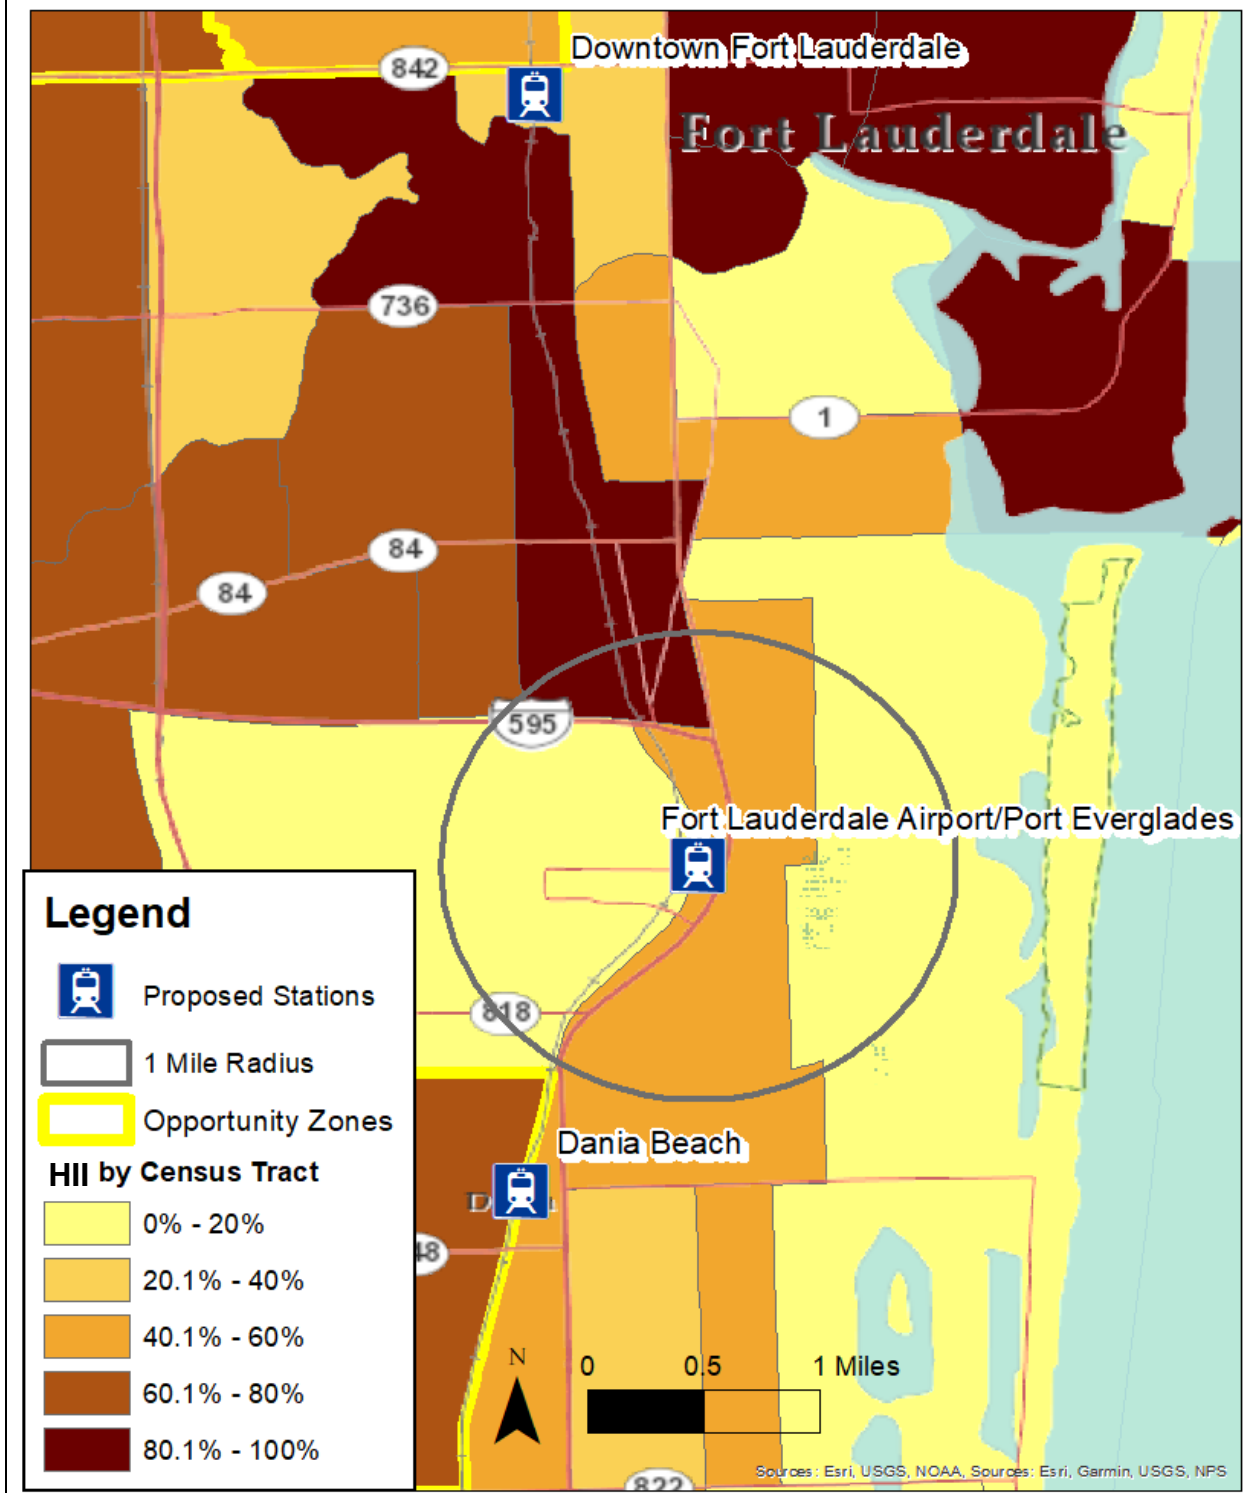 Downtown Fort Lauderdale
842
Fort Lauderdale
736
1
84
84
595
Fort Lauderdale Airport/Port Everglades
818
Dania Beach
48
822
Legend
Proposed Stations
1 Mile Radius
Opportunity Zones
HII by Census Tract
0% - 20%
20.1% - 40%
40.1% - 60%
60.1% - 80%
80.1% - 100%
N
0 0.5 1 Miles
Sources: Esri, USGS, NOAA, Sources: Esri, Garmin, USGS, NPS